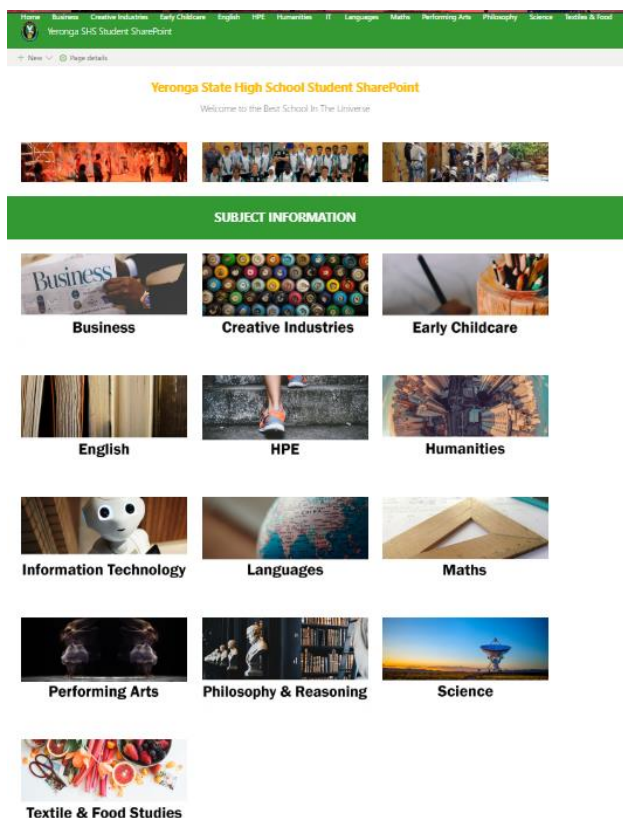 Home Business Creative Industries Early Childcare English HPE Humanities IT Languages Maths Performing Arts Philosophy Science Textiles & Food
Yeronga SHS Student SharePoint
+ New Page details
Yeronga State High School Student SharePoint
Welcome to the Best School In The Universe
SUBJECT INFORMATION
Business
Business Creative Industries Early Childcare
English HPE Humanities
Information Technology Languages Maths
Performing Arts Philosophy & Reasoning Science
Textile & Food Studies